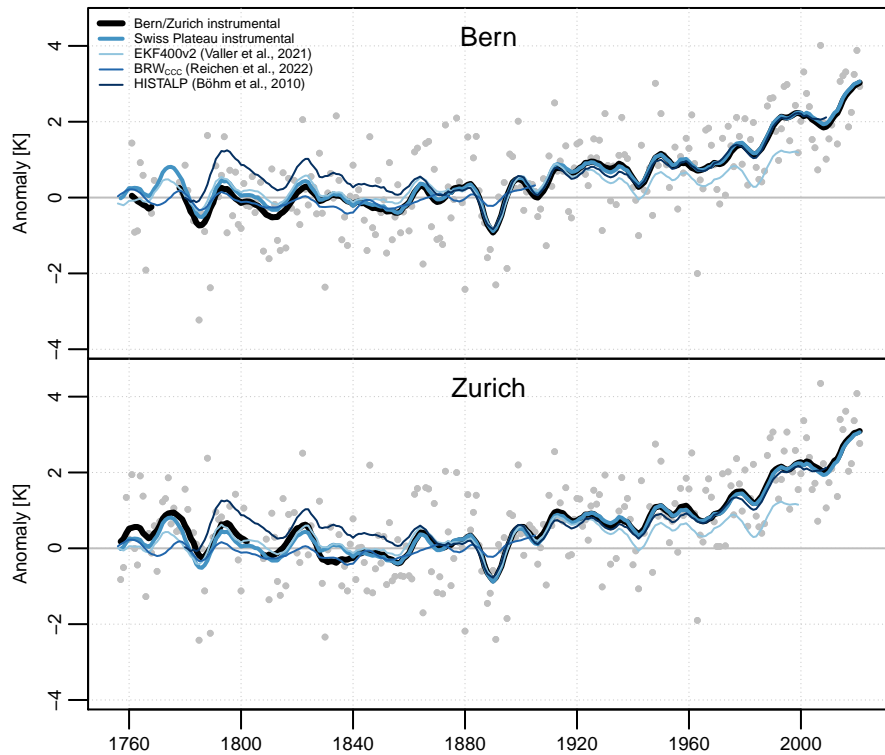 Bern/Zurich instrumental
Swiss Plateau instrumental
EKF400v2 (Valler et al., 2021)
BRWCCC (Reichen et al., 2022)
HISTALP (Böhm et al., 2010)
Bern
Anomaly [K]
4
2
0
−2
−4
Zurich
Anomaly [K]
4
2
0
−2
−4
1760 1800 1840 1880 1920 1960 2000